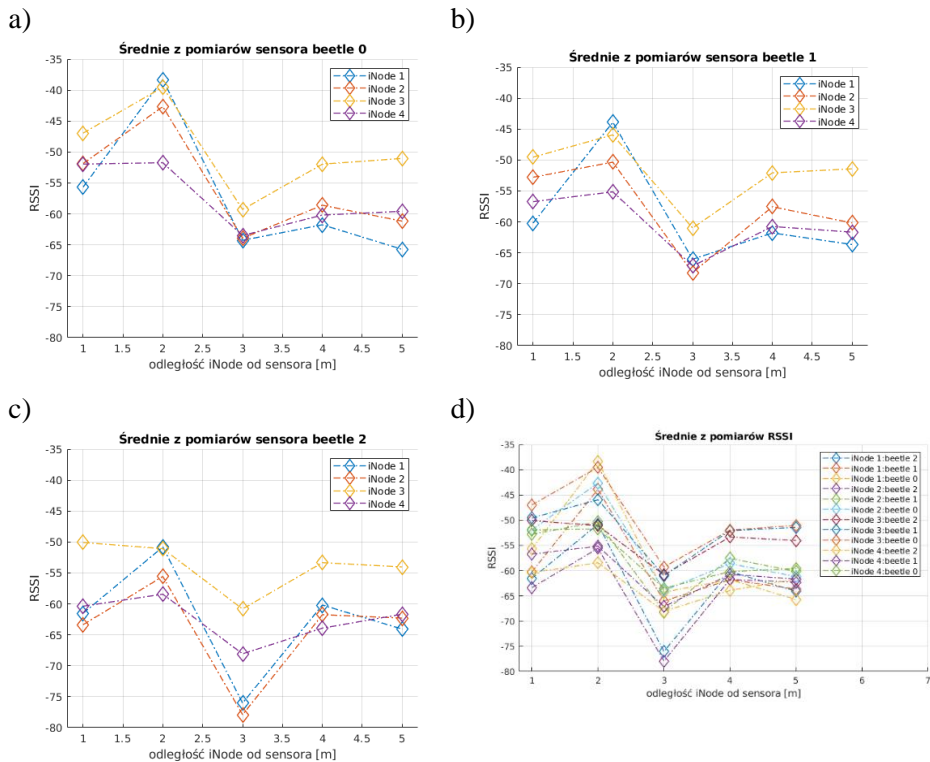 a)
Średnie z pomiarów sensora beetle 0
-35
-40
-45
-50
-55
-60
-65
-70
-75
-80
RSSI
iNode 1
iNode 2
iNode 3
iNode 4
1 1.5 2 2.5 3 3.5 4 4.5 5
odległość iNode od sensora [m]
b)
Średnie z pomiarów sensora beetle 1
-35
-40
-45
-50
-55
-60
-65
-70
-75
-80
RSSI
iNode 1
iNode 2
iNode 3
iNode 4
1 1.5 2 2.5 3 3.5 4 4.5 5
odległość iNode od sensora [m]
c)
Średnie z pomiarów sensora beetle 2
-35
-40
-45
-50
-55
-60
-65
-70
-75
-80
RSSI
iNode 1
iNode 2
iNode 3
iNode 4
1 1.5 2 2.5 3 3.5 4 4.5 5
odległość iNode od sensora [m]
d)
Średnie z pomiarów RSSI
-35
-40
-45
-50
-55
-60
-65
-70
-75
-80
RSSI
iNode 1:beetle 2
iNode 1:beetle 1
iNode 1:beetle 0
iNode 2:beetle 2
iNode 2:beetle 1
iNode 2:beetle 0
iNode 3:beetle 2
iNode 3:beetle 1
iNode 3:beetle 0
iNode 4:beetle 2
iNode 4:beetle 1
iNode 4:beetle 0
1 2 3 4 5 6 7
odległość iNode od sensora [m]